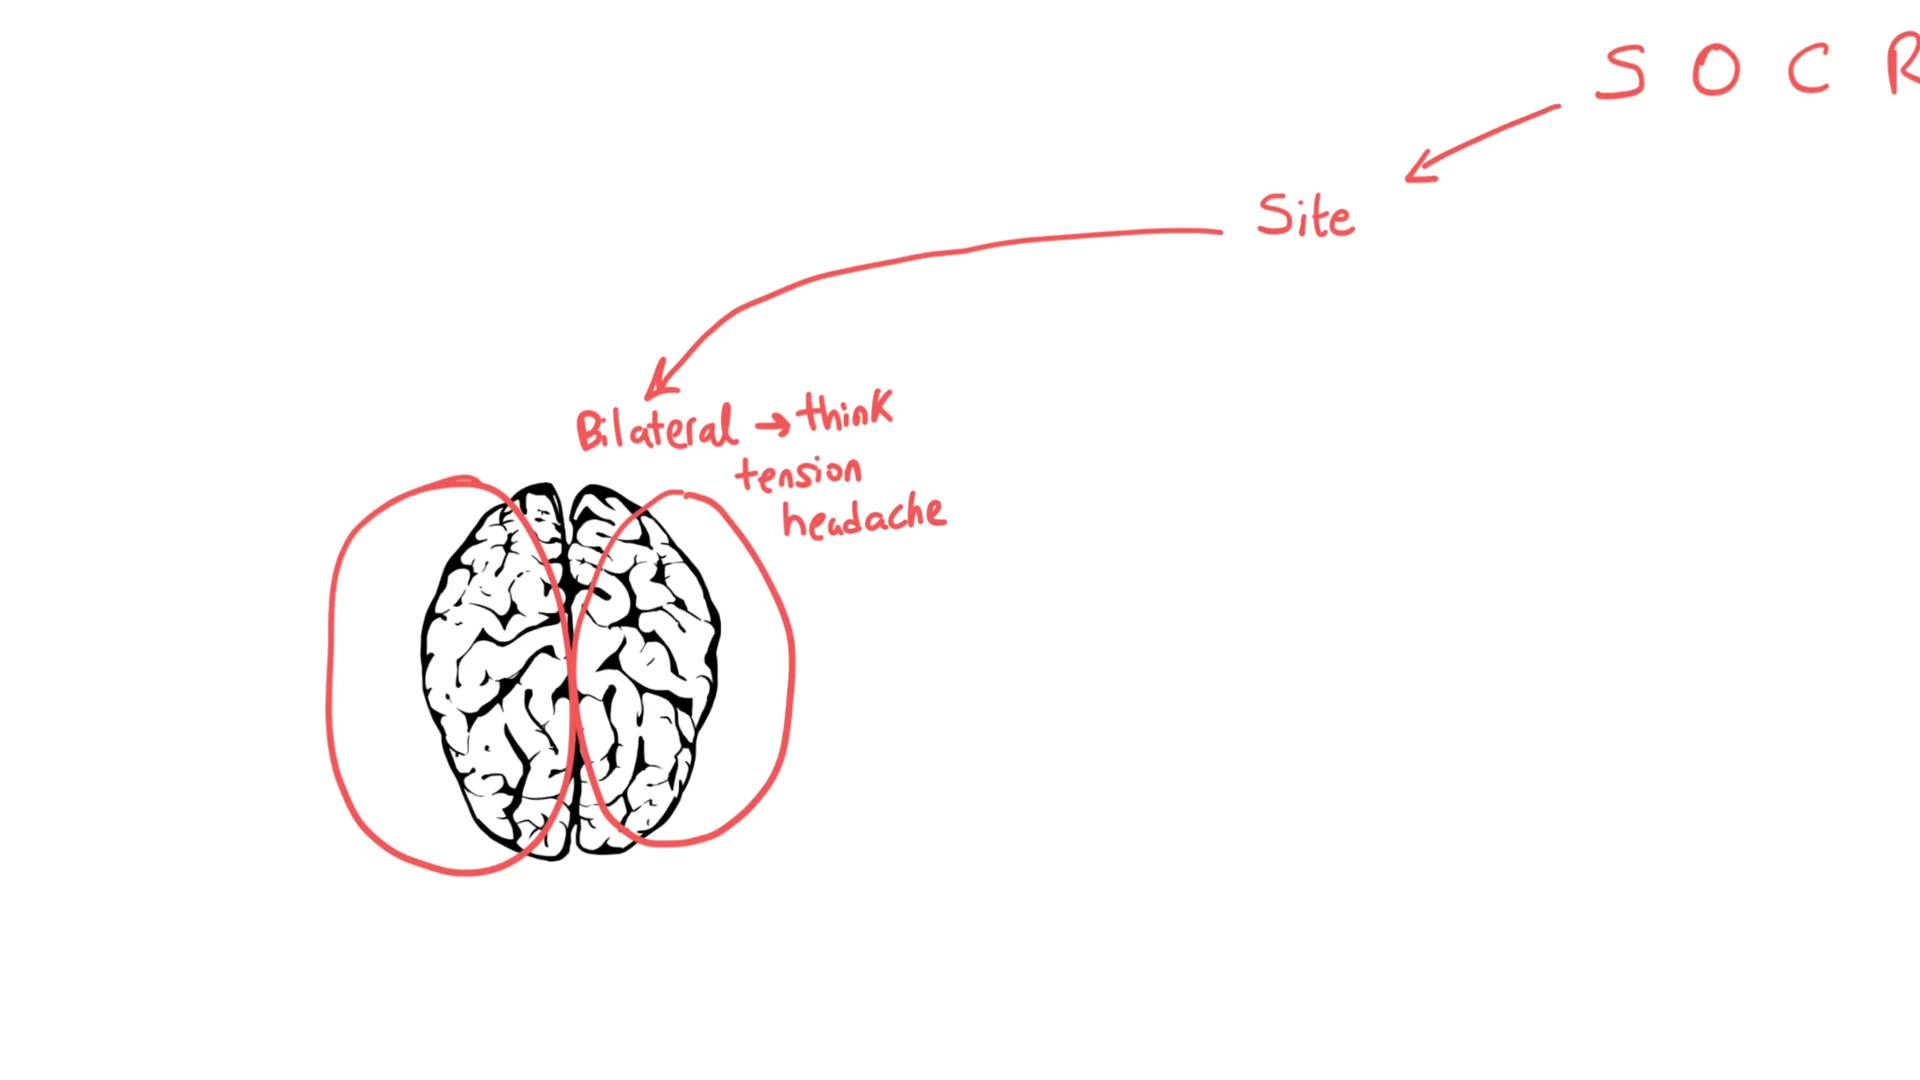 S O C R
Site
Bilateral → think
tension
headache